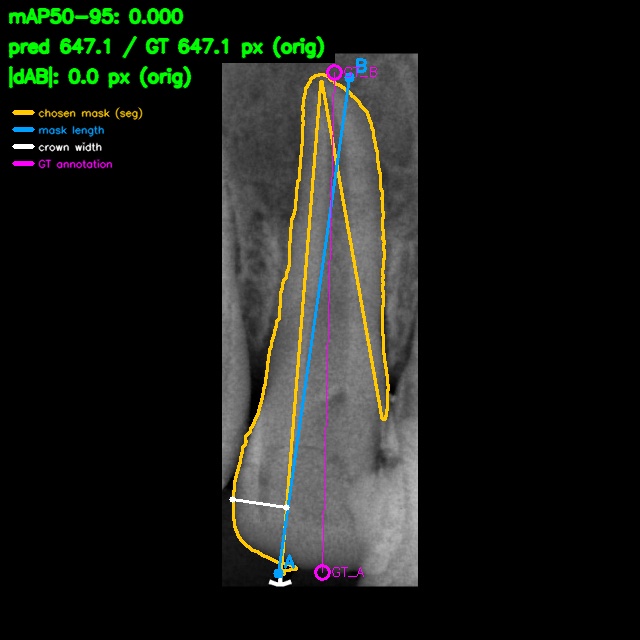 mAP50-95: 0.000
pred 647.1 / GT 647.1 px (orig)
|dAB|: 0.0 px (orig)
chosen mask (seg)
mask length
crown width
GT annotation
B
GT_B
A
GT_A